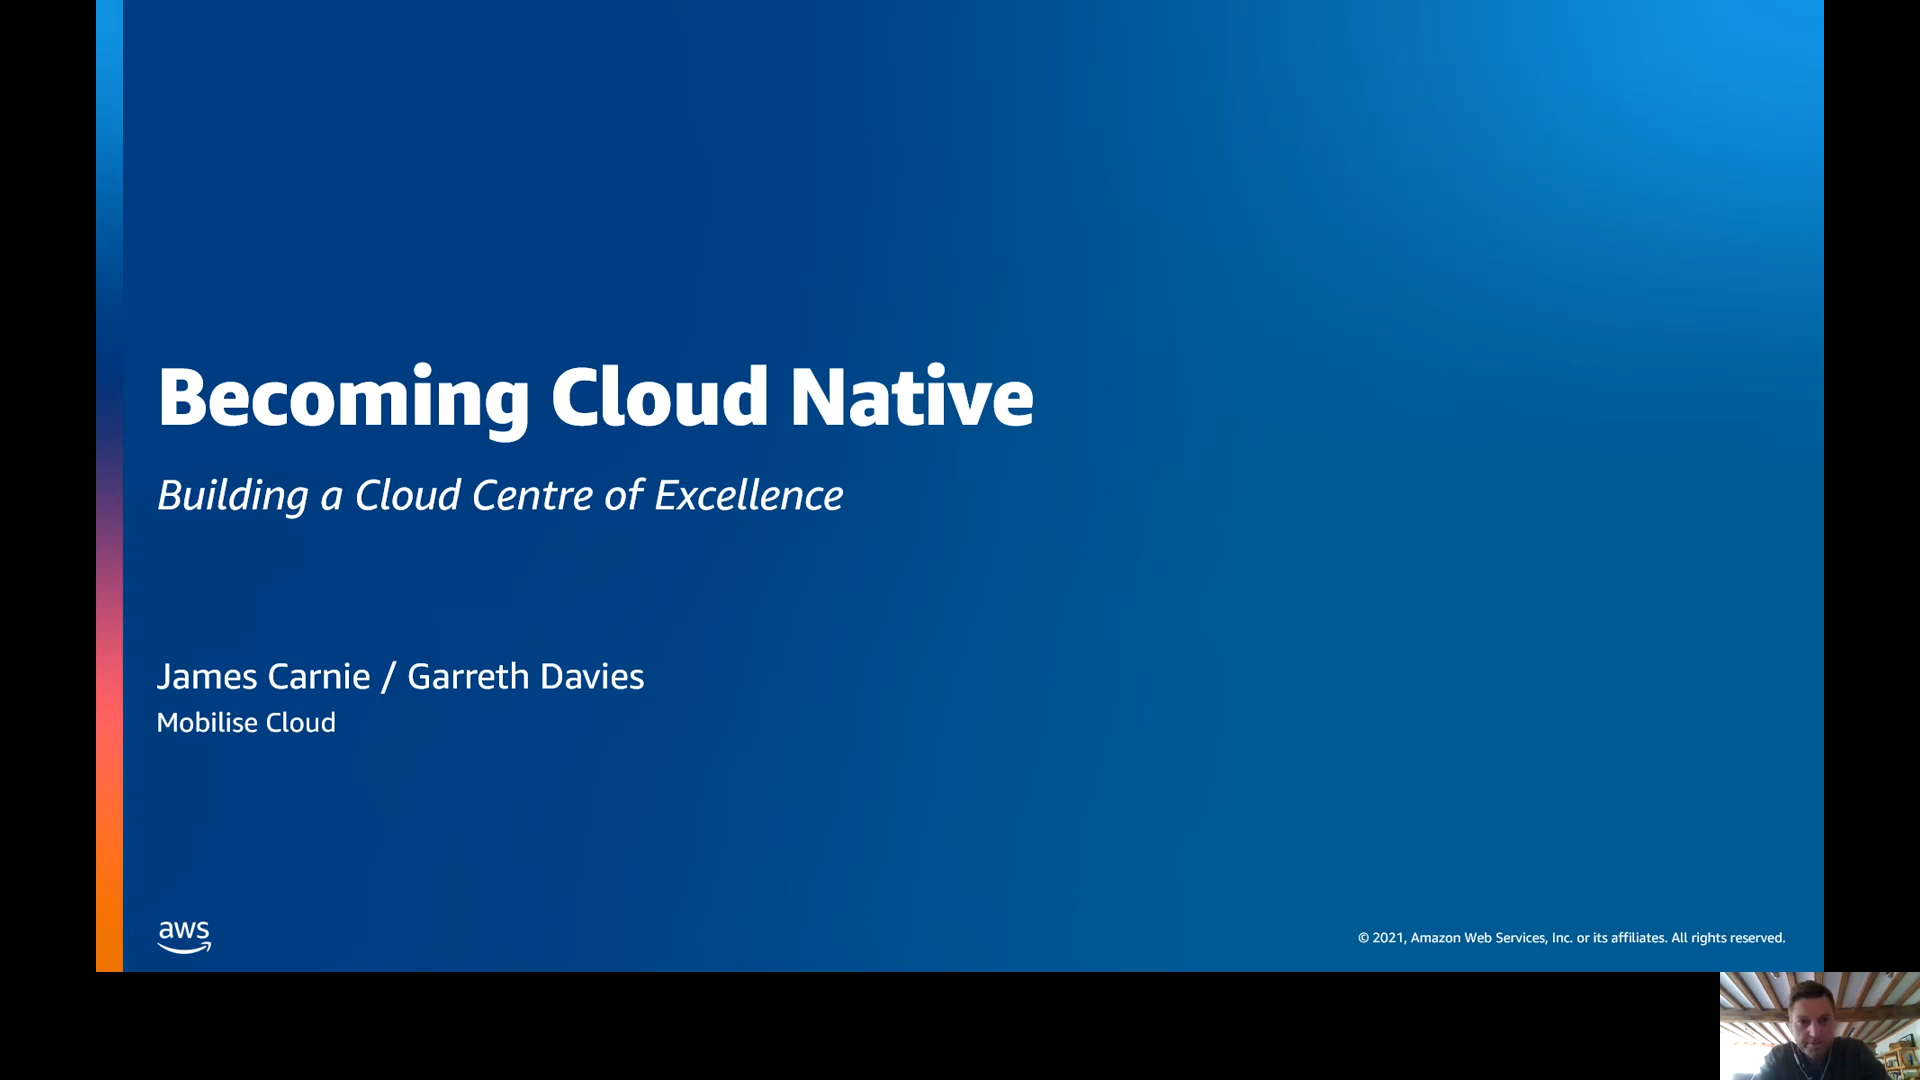 Becoming Cloud Native
Building a Cloud Centre of Excellence
James Carnie / Garreth Davies
Mobilise Cloud
aws
© 2021, Amazon Web Services, Inc. or its affiliates. All rights reserved.